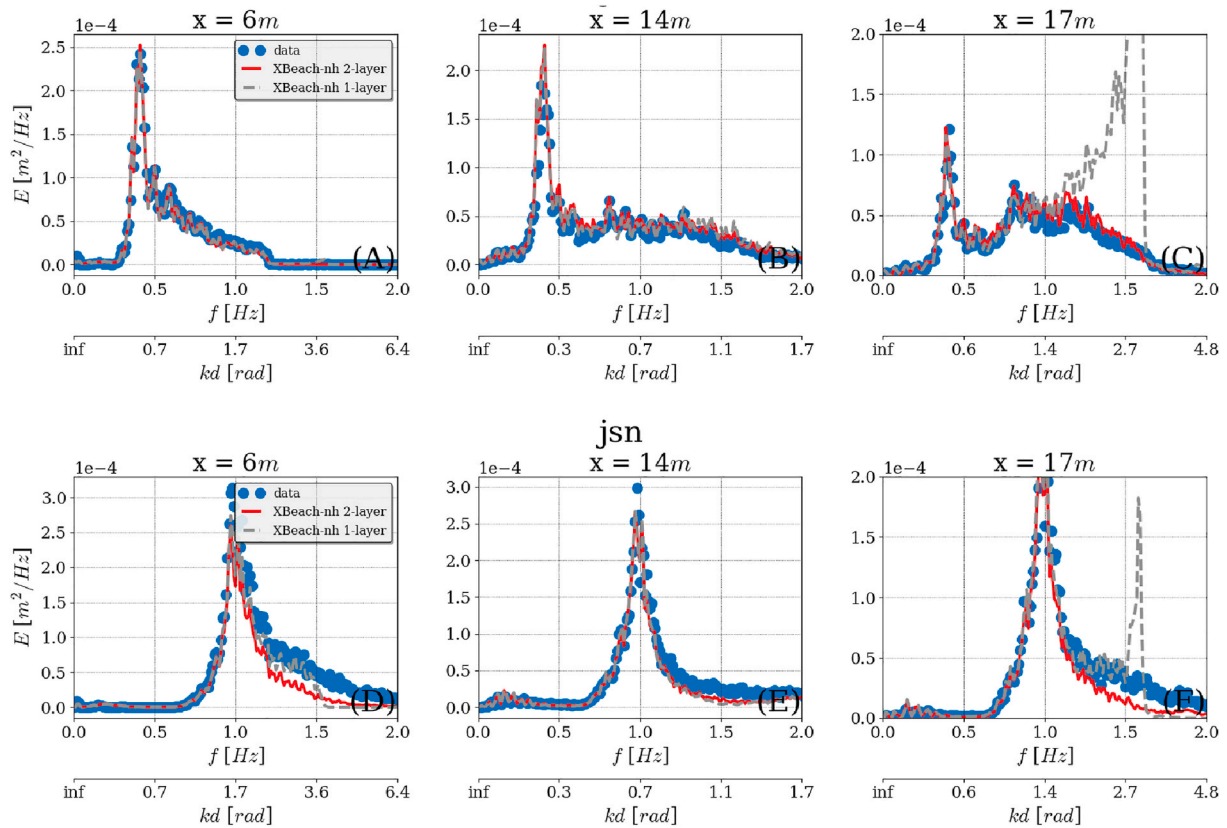 x = 6m
1e−4
2.5
2.0
1.5
1.0
0.5
0.0
E [m²/Hz]
data
XBeach-nh 2-layer
XBeach-nh 1-layer
(A)
0.0 0.5 1.0 1.5 2.0
f [Hz]
inf 0.7 1.7 3.6 6.4
kd [rad]
x = 14m
1e−4
2.0
1.5
1.0
0.5
0.0
(B)
0.0 0.5 1.0 1.5 2.0
f [Hz]
inf 0.3 0.7 1.1 1.7
kd [rad]
x = 17m
1e−4
2.0
1.5
1.0
0.5
0.0
(C)
0.0 0.5 1.0 1.5 2.0
f [Hz]
inf 0.6 1.4 2.7 4.8
kd [rad]
jsn
x = 6m
1e−4
3.0
2.5
2.0
1.5
1.0
0.5
0.0
E [m²/Hz]
data
XBeach-nh 2-layer
XBeach-nh 1-layer
(D)
0.0 0.5 1.0 1.5 2.0
f [Hz]
inf 0.7 1.7 3.6 6.4
kd [rad]
x = 14m
1e−4
3.0
2.5
2.0
1.5
1.0
0.5
0.0
(E)
0.0 0.5 1.0 1.5 2.0
f [Hz]
inf 0.3 0.7 1.1 1.7
kd [rad]
x = 17m
1e−4
2.0
1.5
1.0
0.5
0.0
(F)
0.0 0.5 1.0 1.5 2.0
f [Hz]
inf 0.6 1.4 2.7 4.8
kd [rad]